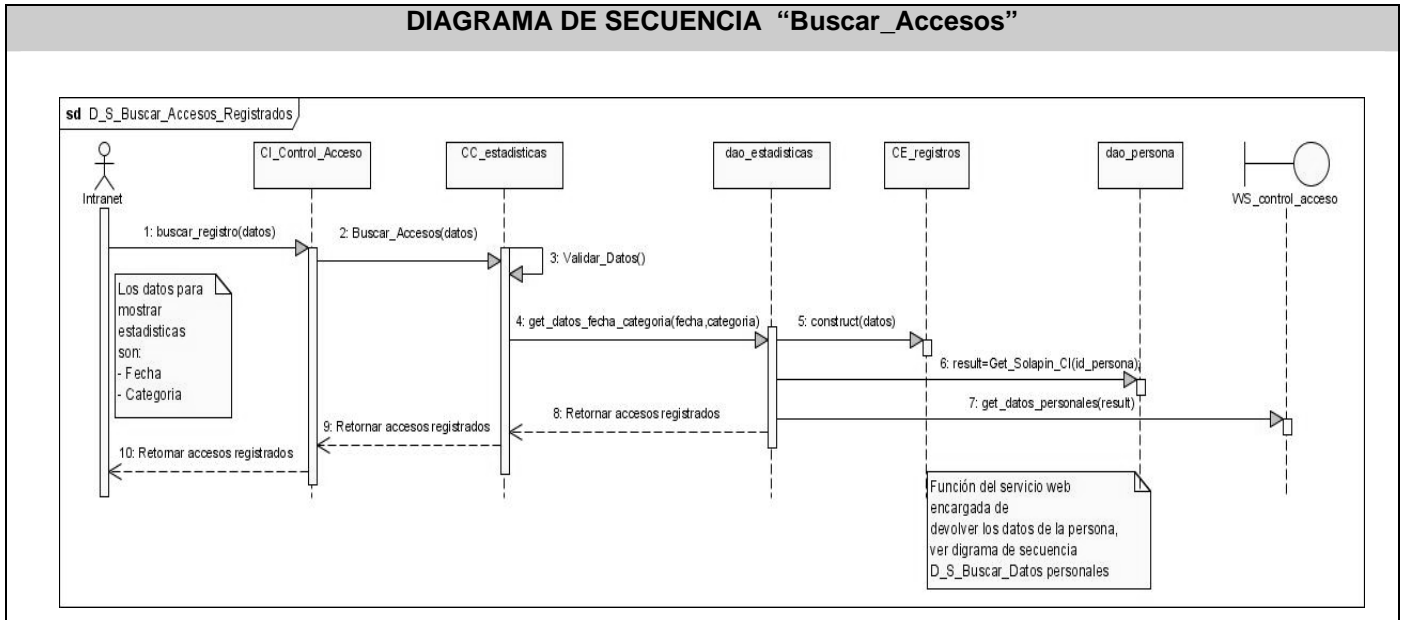 DIAGRAMA DE SECUENCIA “Buscar_Accesos”
sd D_S_Buscar_Accesos_Registrados
Intranet
CI_Control_Acceso
CC_estadisticas
dao_estadisticas
CE_registros
dao_persona
WS_control_acceso
1: buscar_registro(datos)
2: Buscar_Accesos(datos)
3: Validar_Datos()
Los datos para
mostrar
estadisticas
son:
- Fecha
- Categoria
4: get_datos_fecha_categoria(fecha,categoria)
5: construct(datos)
6: result=Get_Solapin_CI(id_persona)
7: get_datos_personales(result)
8: Retornar accesos registrados
9: Retornar accesos registrados
10: Retornar accesos registrados
Función del servicio web
encargada de
devolver los datos de la persona,
ver digrama de secuencia
D_S_Buscar_Datos personales